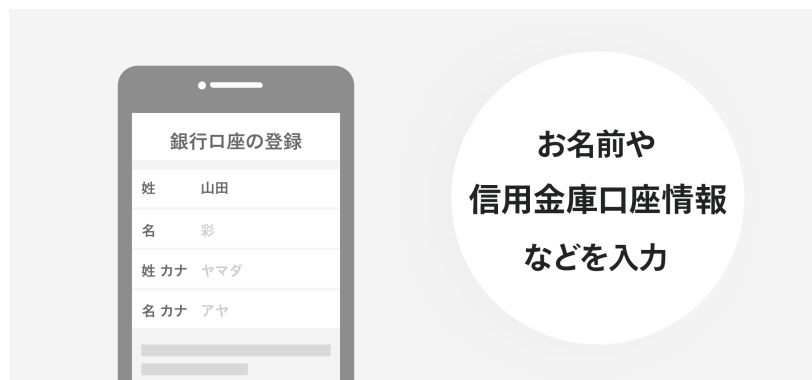 銀行口座の登録
姓 山田
名 彩
姓 カナ ヤマダ
名 カナ アヤ
お名前や
信用金庫口座情報
などを入力